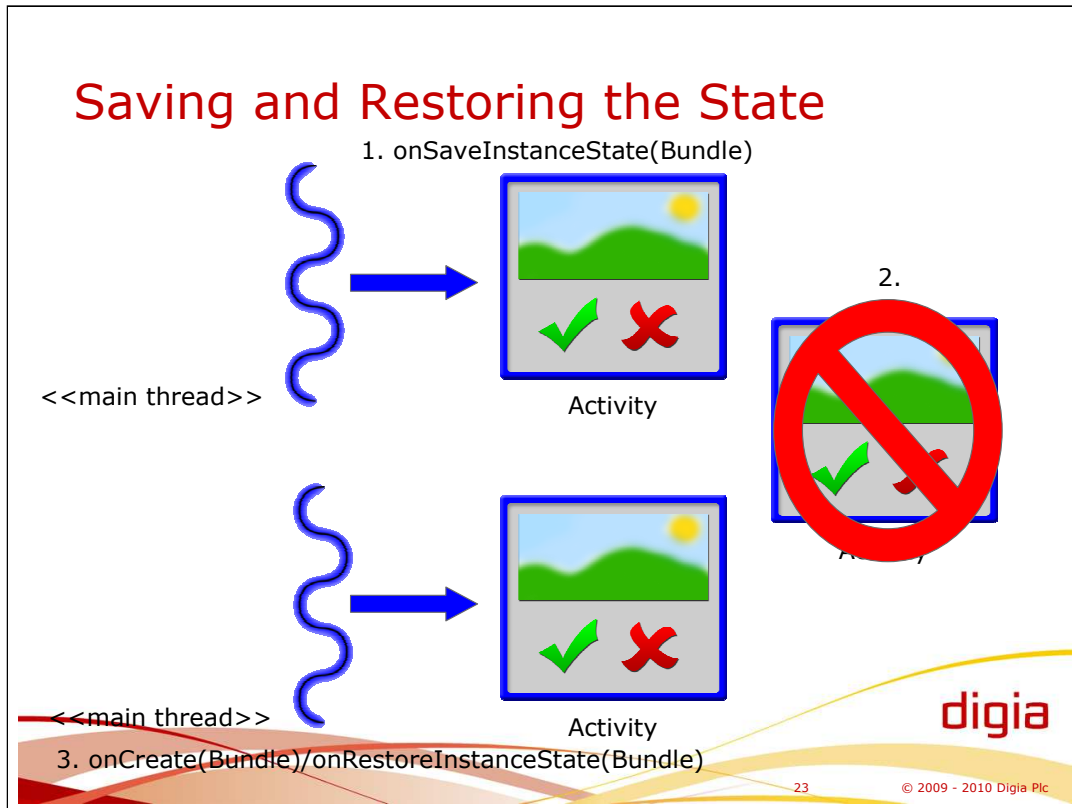 Saving and Restoring the State
1. onSaveInstanceState(Bundle)
2.
<<main thread>>
Activity
Activity
<<main thread>>
Activity
3. onCreate(Bundle)/onRestoreInstanceState(Bundle)
digia
23
© 2009 - 2010 Digia Plc